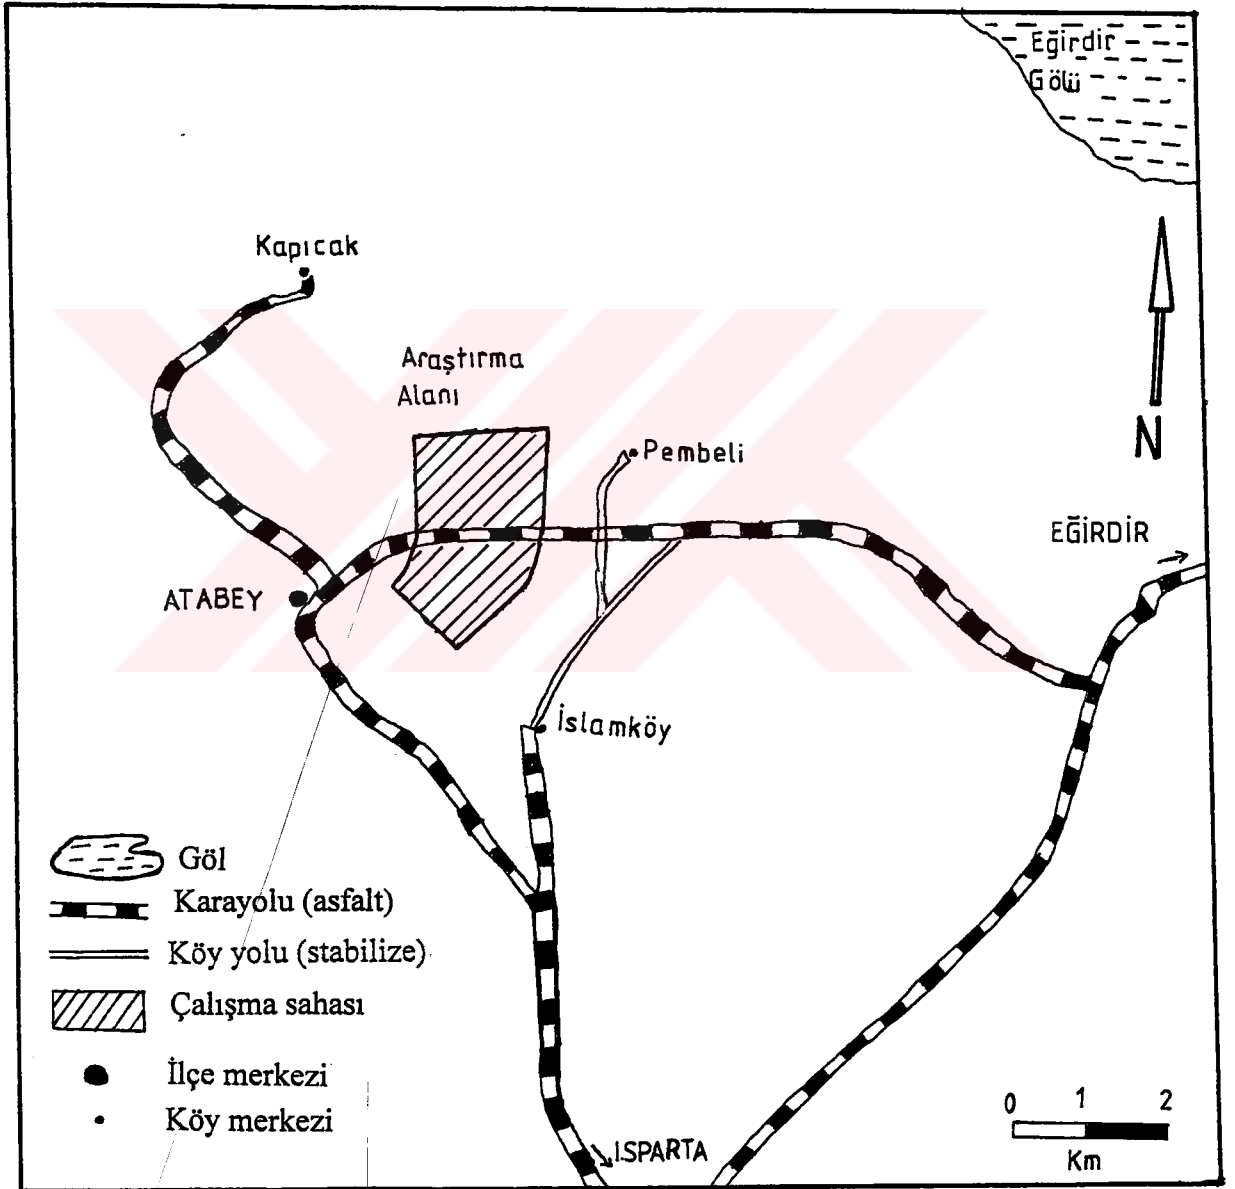 Eğirdir
Gölü
Kapıcak
Araştırma
Alanı
Pembeli
N
EĞİRDİR
ATABEY
İslamköy
Göl
Karayolu (asfalt)
Köy yolu (stabilize)
Çalışma sahası
İlçe merkezi
Köy merkezi
ISPARTA
0 1 2
Km